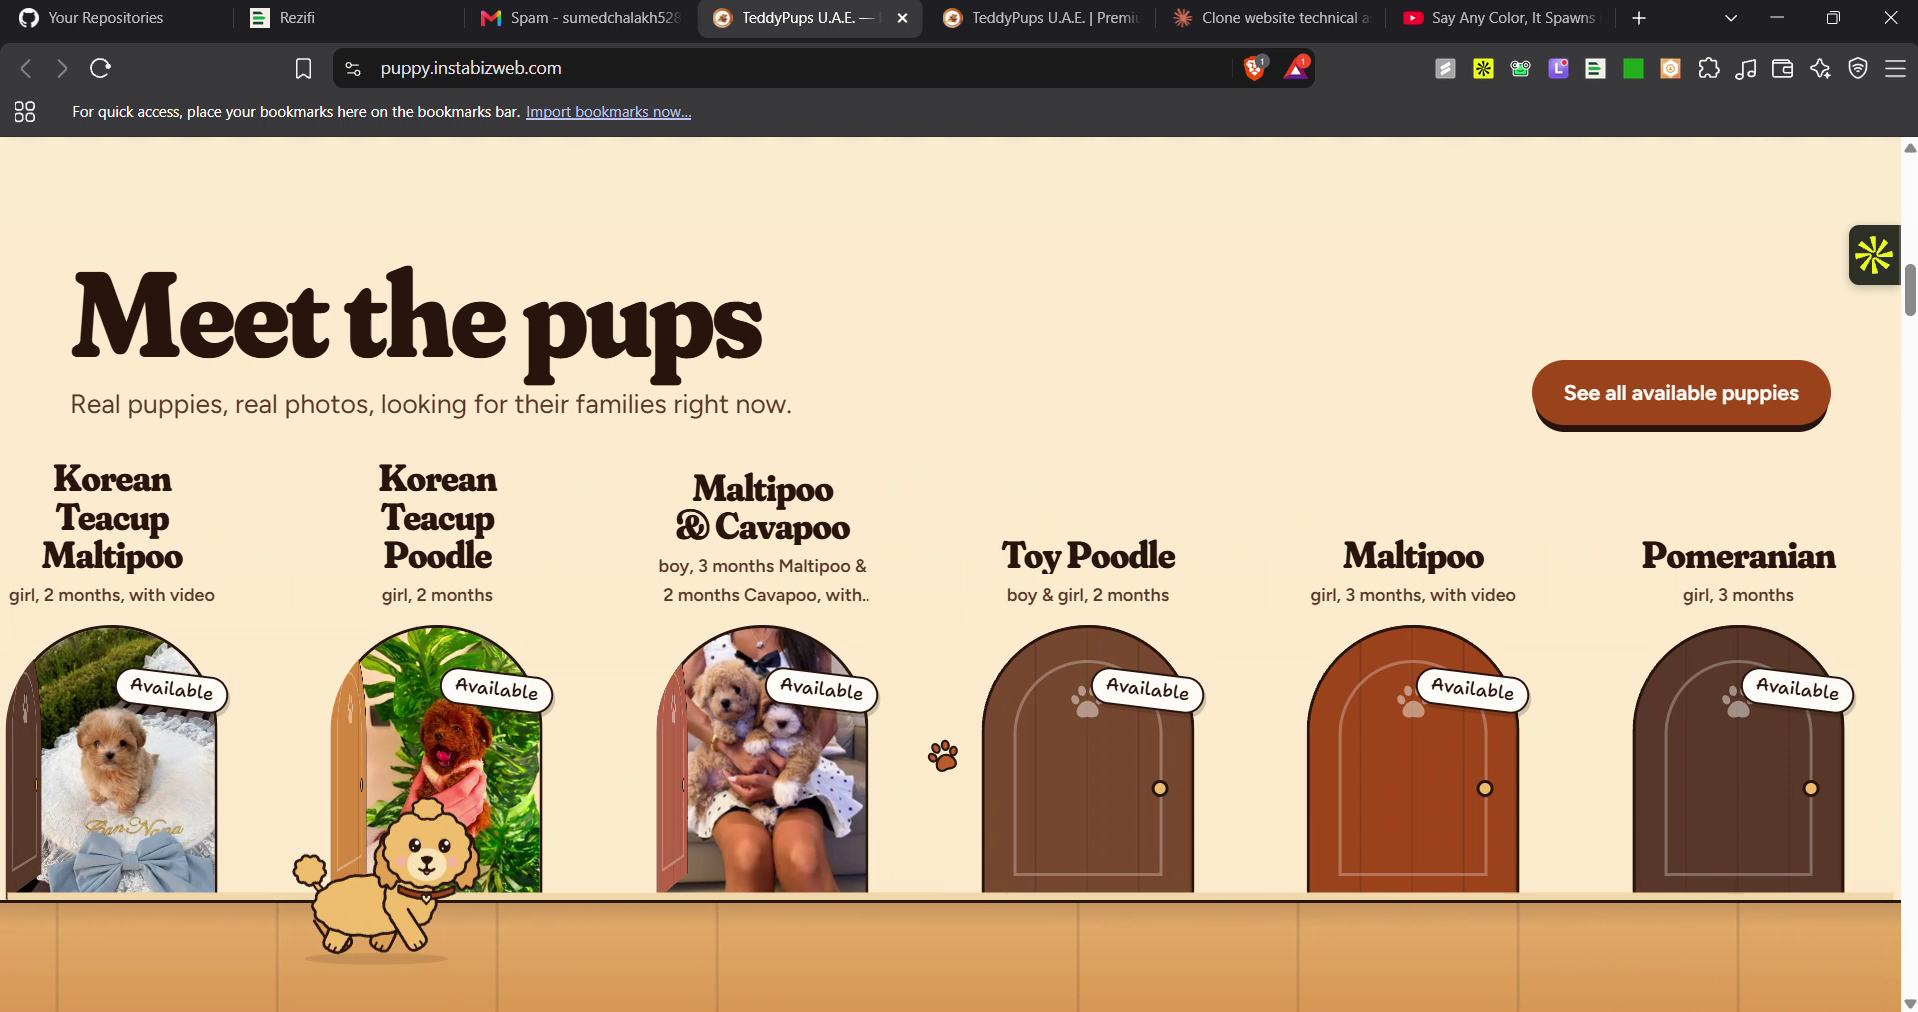 Your Repositories
Rezifi
Spam - sumedchalakh528
TeddyPups U.A.E. —
TeddyPups U.A.E. | Premi
Clone website technical a
Say Any Color, It Spawns
puppy.instabizweb.com
1
1
For quick access, place your bookmarks here on the bookmarks bar. Import bookmarks now...
Meet the pups
Real puppies, real photos, looking for their families right now.
See all available puppies
Korean
Teacup
Maltipoo
girl, 2 months, with video
Available
Korean
Teacup
Poodle
girl, 2 months
Available
Maltipoo
& Cavapoo
boy, 3 months Maltipoo &
2 months Cavapoo, with..
Available
Toy Poodle
boy & girl, 2 months
Available
Maltipoo
girl, 3 months, with video
Available
Pomeranian
girl, 3 months
Available